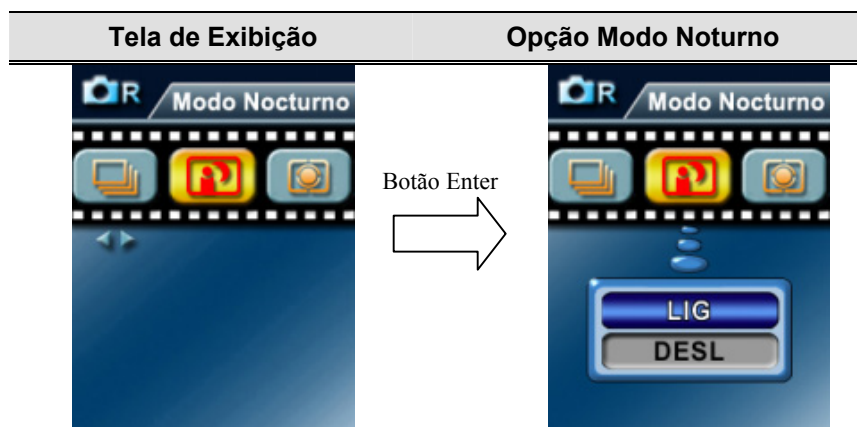 Tela de Exibição
Opção Modo Noturno
R
Modo Nocturno
Botão Enter
R
Modo Nocturno
LIG
DESL